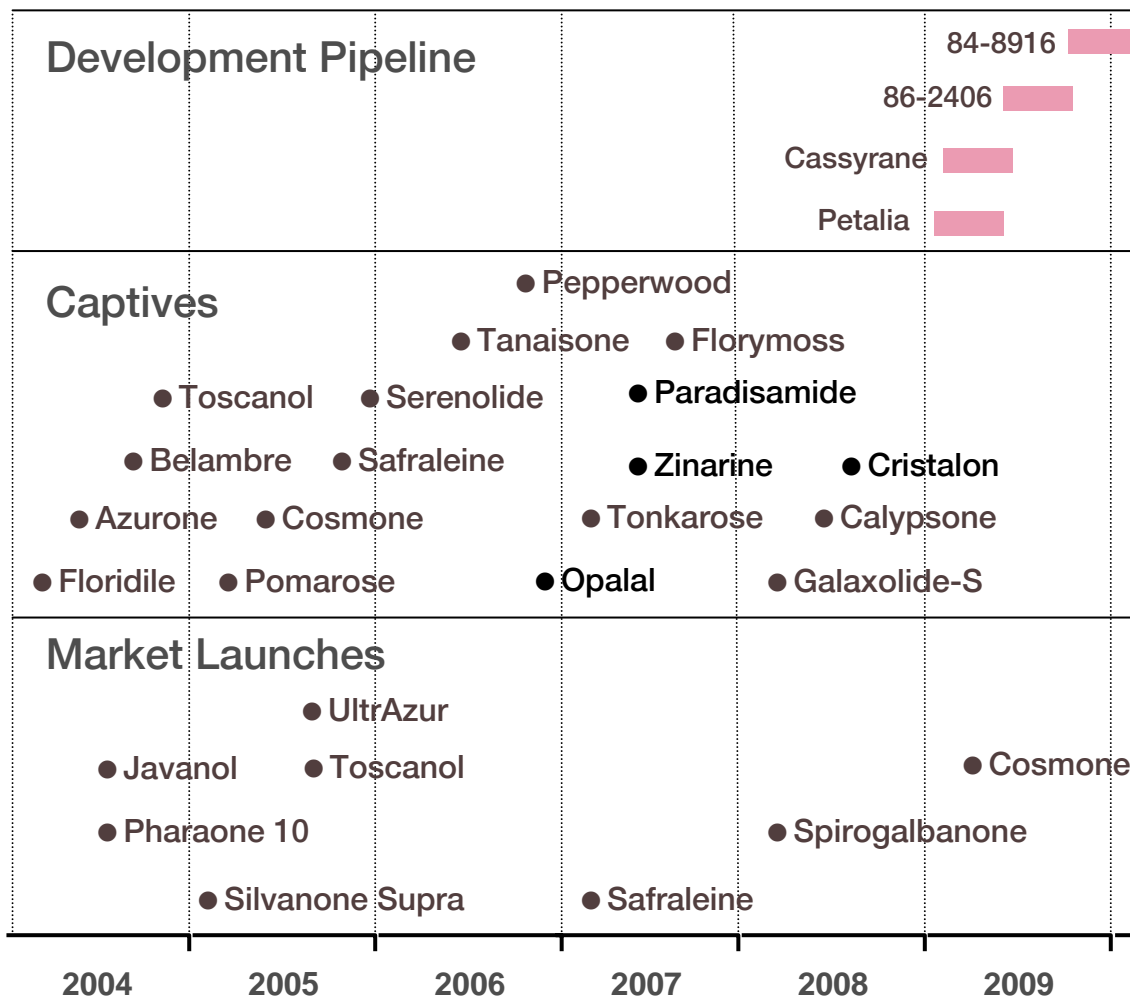 Development Pipeline
84-8916
86-2406
Cassyrane
Petalia
Captives
Pepperwood
Tanaisone Florymoss
Toscanol Serenolide Paradisamide
Belambre Safraleine Zinarine Cristalon
Azurone Cosmone Tonkarose Calypsone
Floridile Pomarose Opalal Galaxolide-S
Market Launches
UltrAzur
Javanol Toscanol Cosmone
Pharaone 10 Spirogalbanone
Silvanone Supra Safraleine
2004 2005 2006 2007 2008 2009